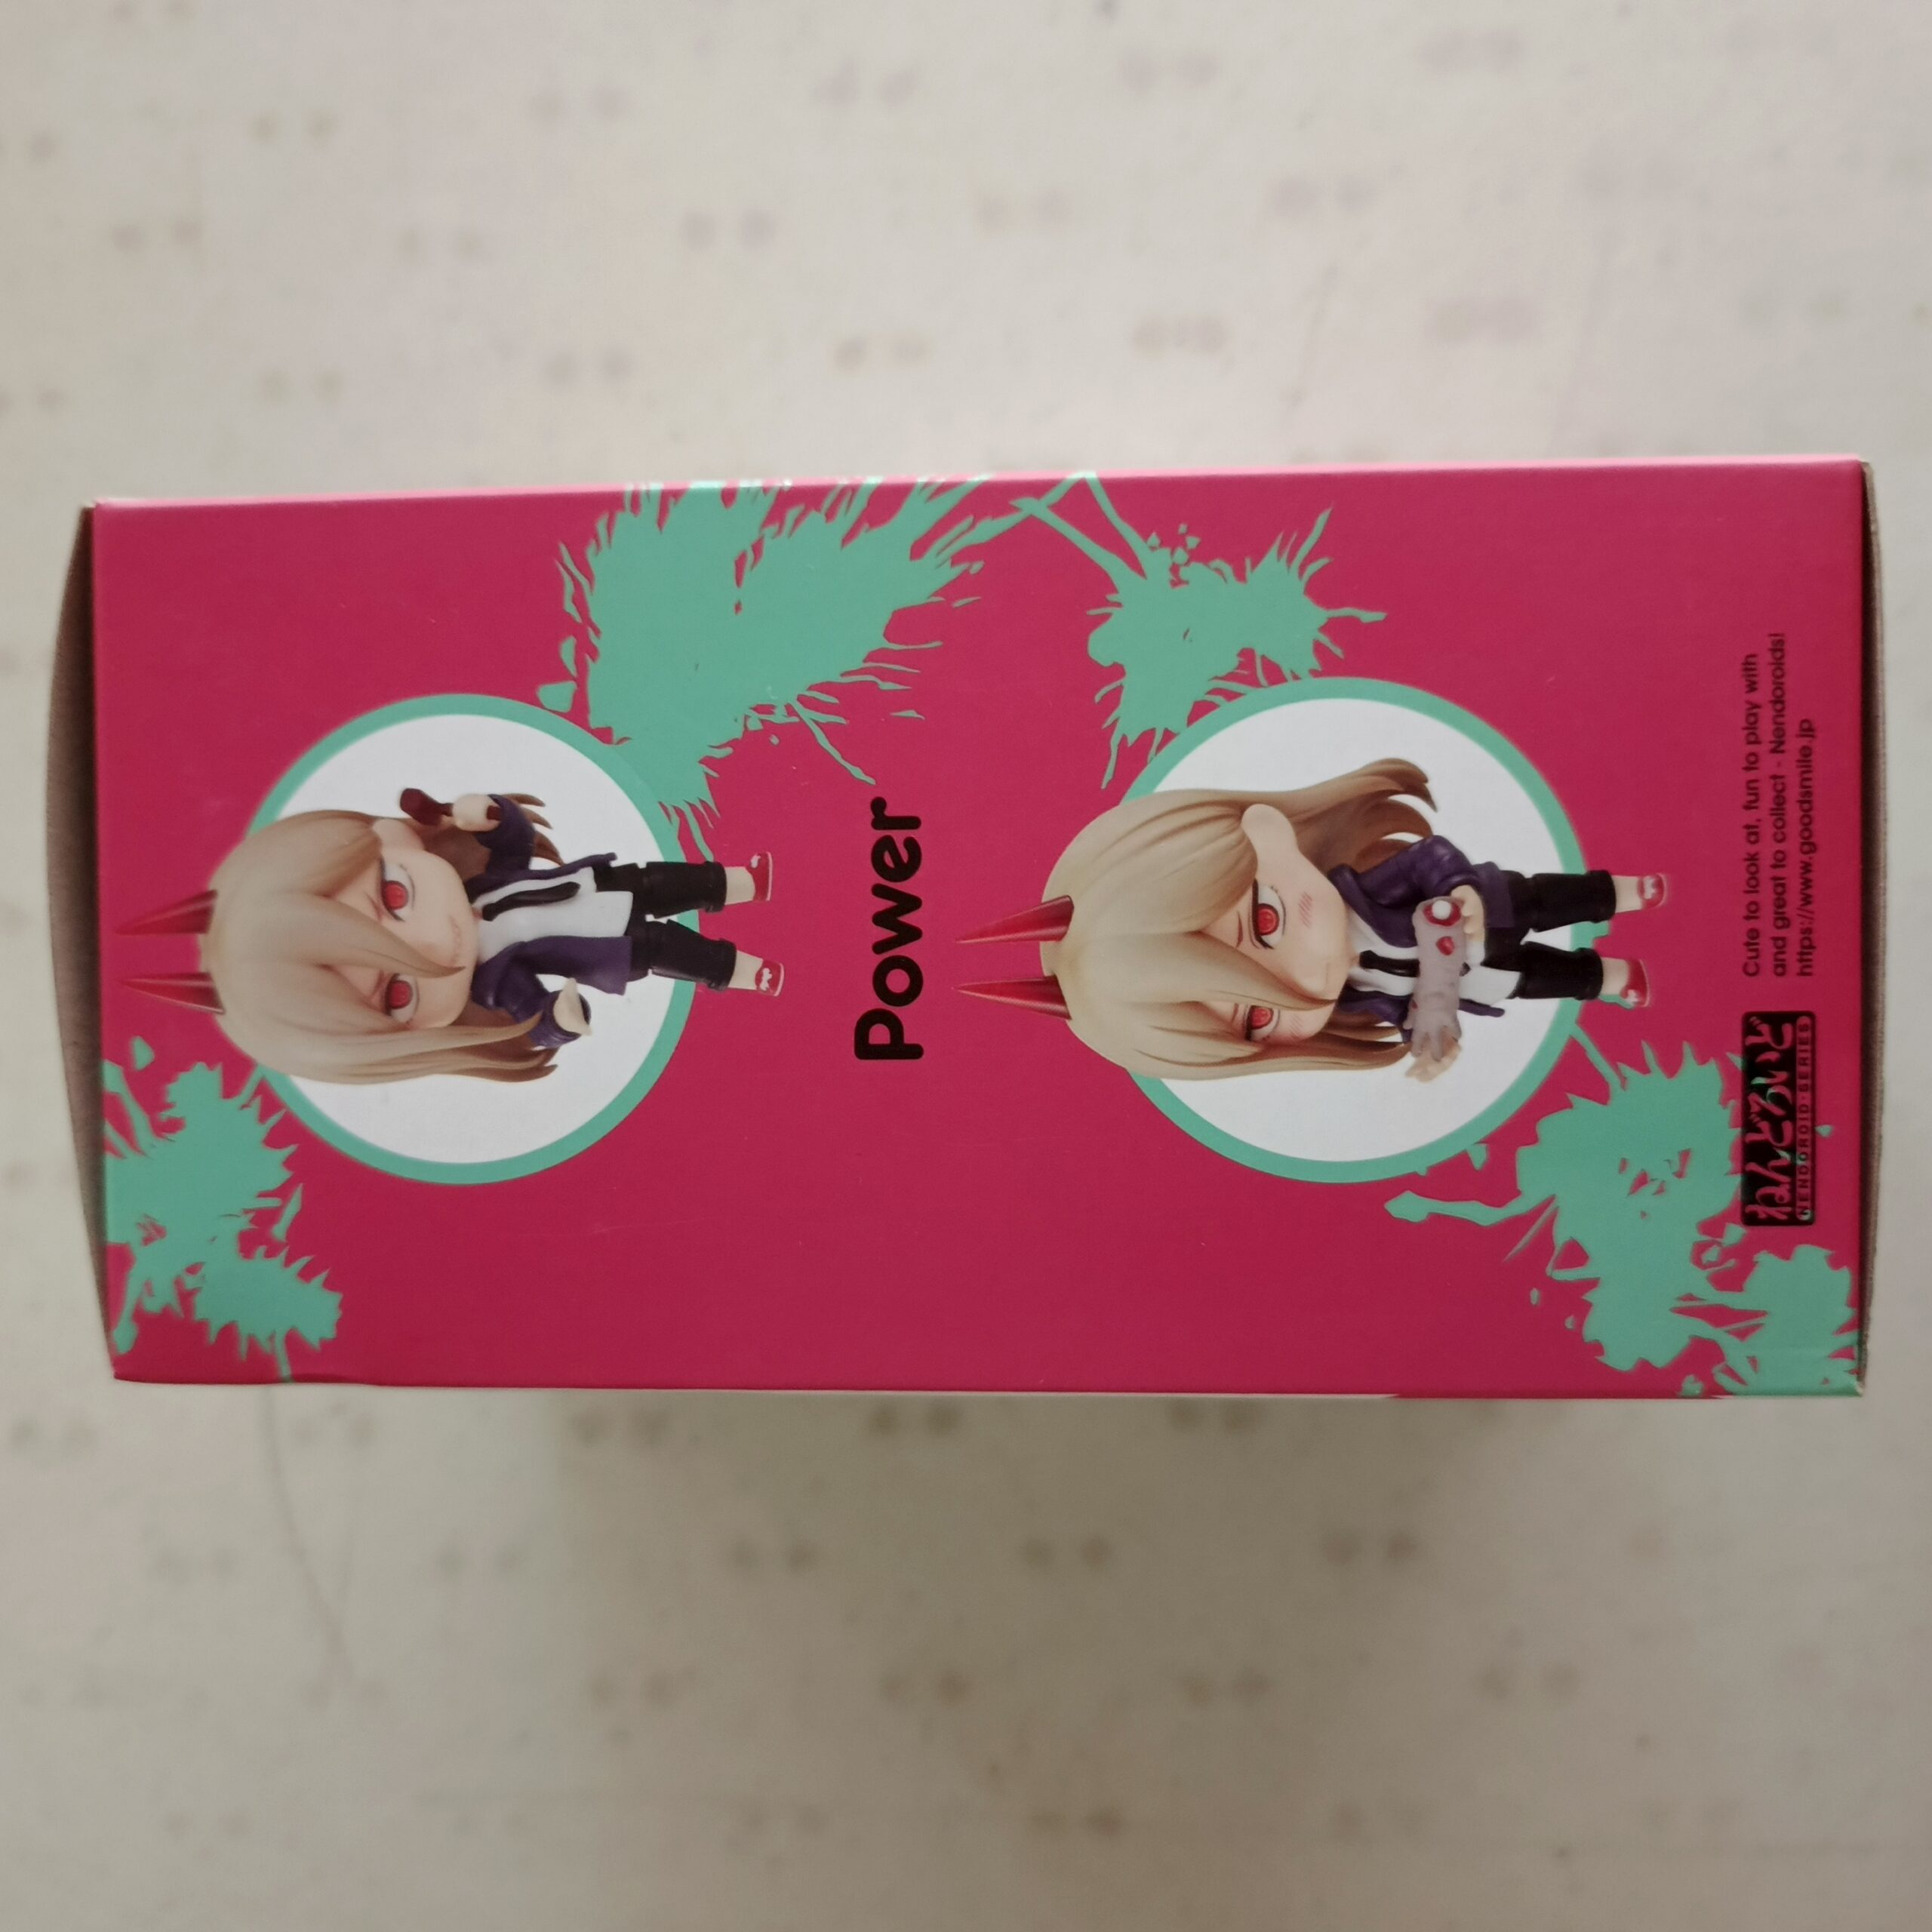 Power
ねんどろいど
NENDOROID SERIES
Cute to look at, fun to play with
and great to collect - Nendoroids!
https://www.goodsmile.jp